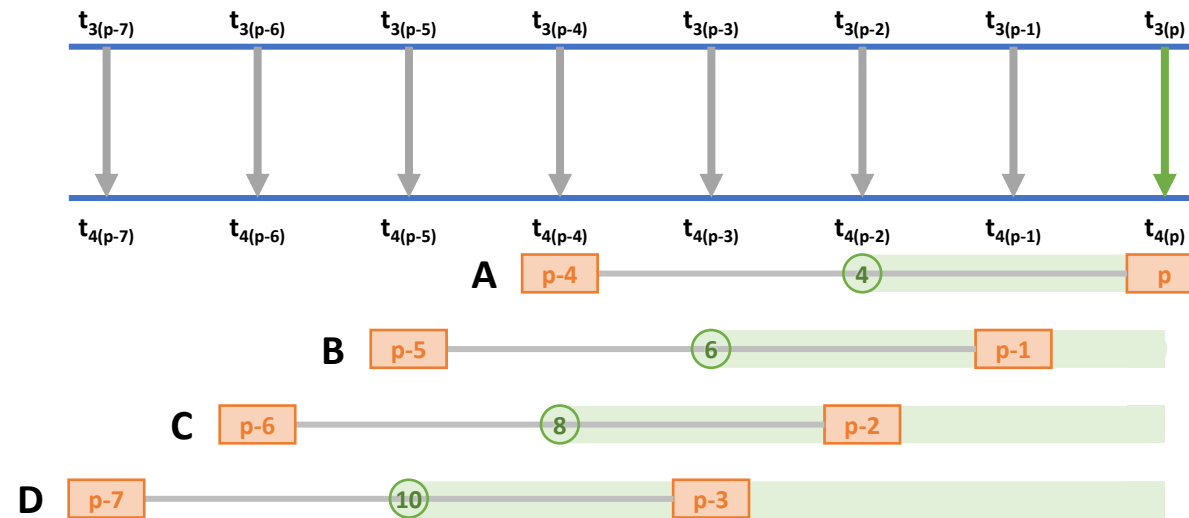 t3(p-7) t3(p-6) t3(p-5) t3(p-4) t3(p-3) t3(p-2) t3(p-1) t3(p)
t4(p-7) t4(p-6) t4(p-5) t4(p-4) t4(p-3) t4(p-2) t4(p-1) t4(p)
A p-4 4 p
B p-5 6 p-1
C p-6 8 p-2
D p-7 10 p-3